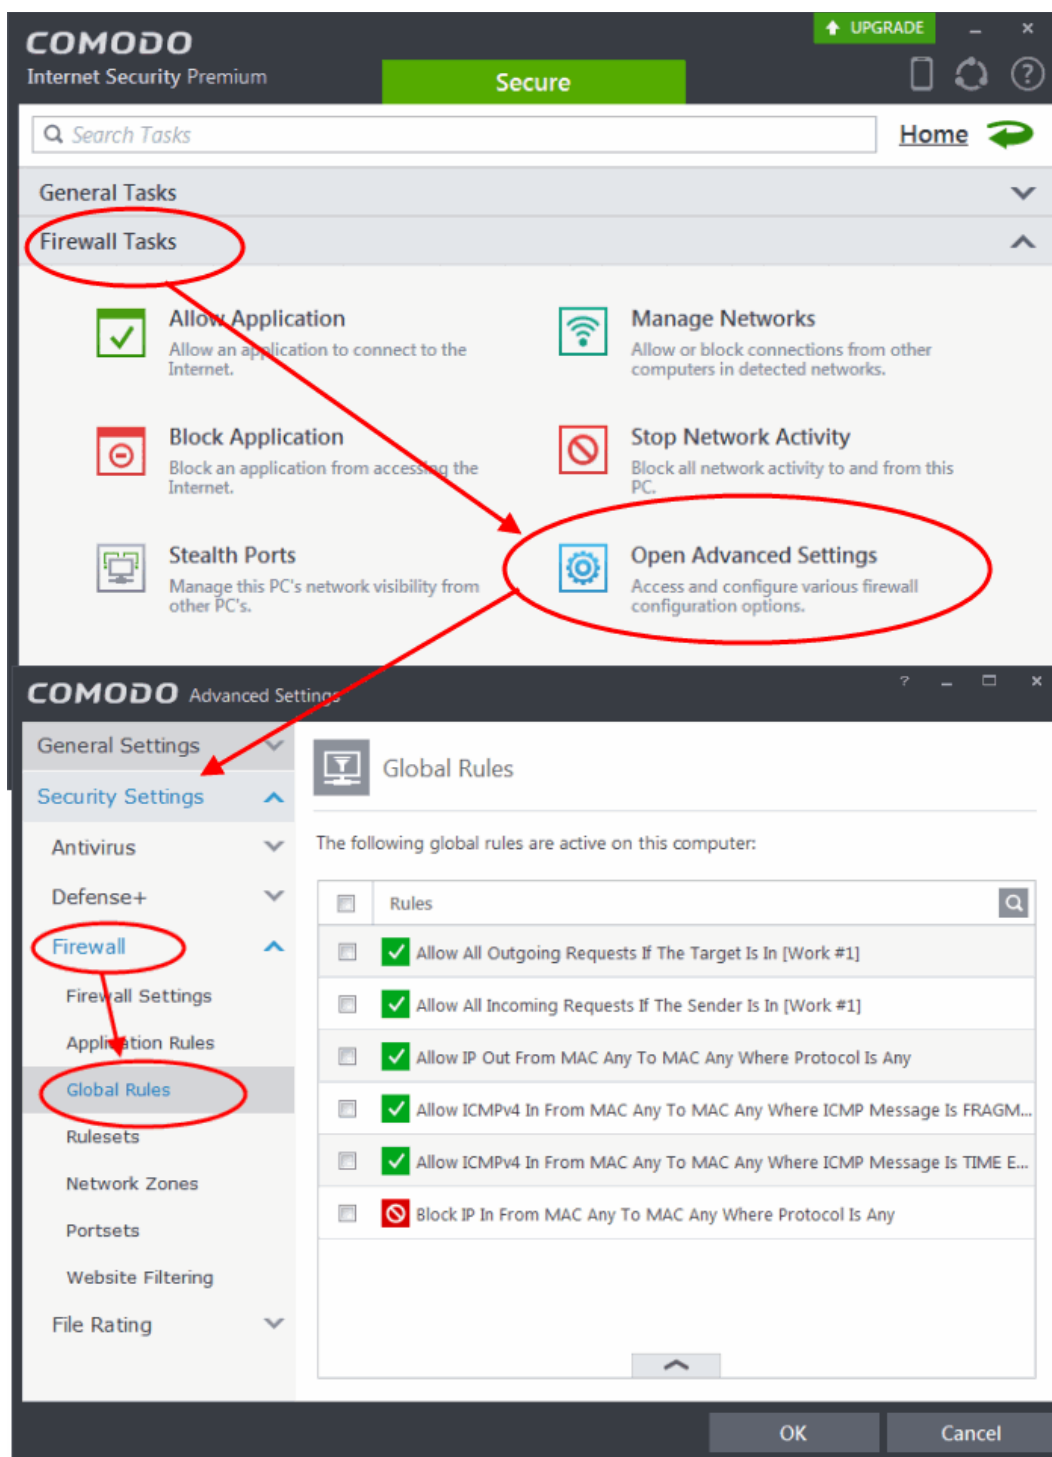 COMODO
UPGRADE
Internet Security Premium
Secure
Search Tasks
Home
General Tasks
Firewall Tasks
Allow Application
Allow an application to connect to the
Internet.
Manage Networks
Allow or block connections from other
computers in detected networks.
Block Application
Block an application from accessing the
Internet.
Stop Network Activity
Block all network activity to and from this
PC.
Stealth Ports
Manage this PC's network visibility from
other PC's.
Open Advanced Settings
Access and configure various firewall
configuration options.
COMODO Advanced Settings
General Settings
Security Settings
Antivirus
Defense+
Firewall
Firewall Settings
Application Rules
Global Rules
Rulesets
Network Zones
Portsets
Website Filtering
File Rating
Global Rules
The following global rules are active on this computer:
Rules
Allow All Outgoing Requests If The Target Is In [Work #1]
Allow All Incoming Requests If The Sender Is In [Work #1]
Allow IP Out From MAC Any To MAC Any Where Protocol Is Any
Allow ICMPv4 In From MAC Any To MAC Any Where ICMP Message Is FRAGM...
Allow ICMPv4 In From MAC Any To MAC Any Where ICMP Message Is TIME E...
Block IP In From MAC Any To MAC Any Where Protocol Is Any
OK
Cancel